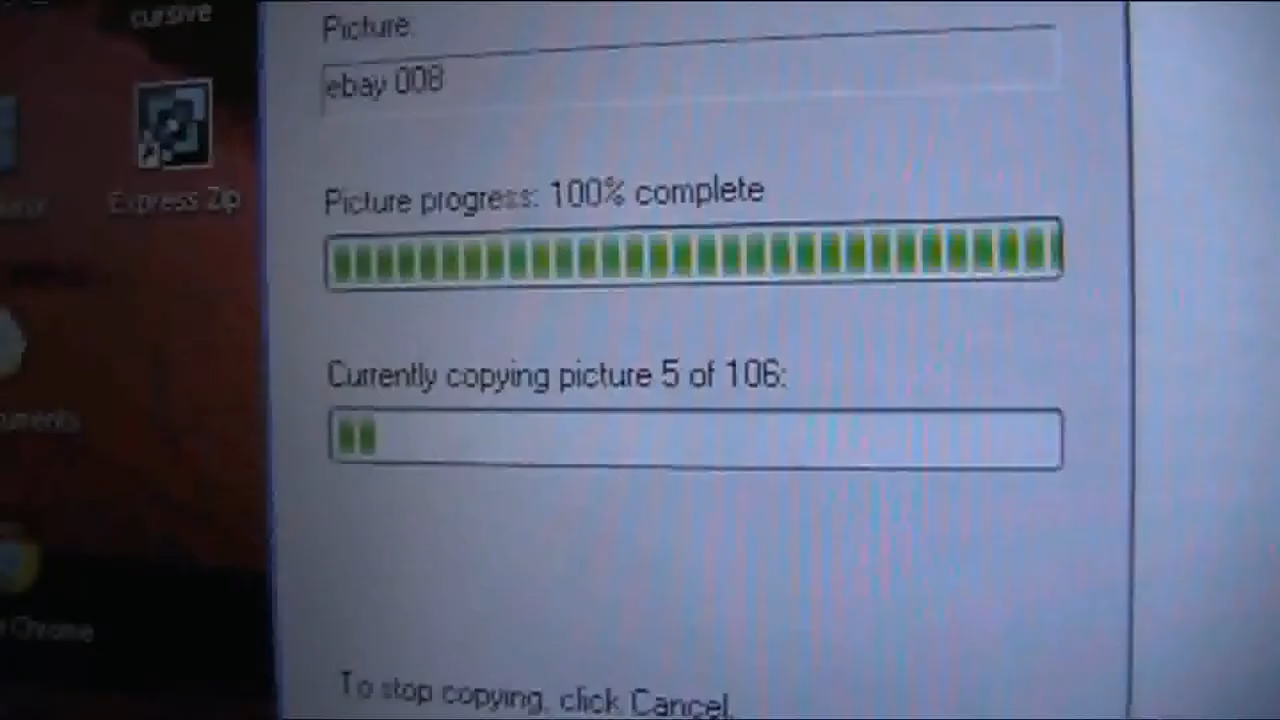 cursive
Picture:
ebay 008
Express Zip
Picture progress: 100% complete
Currently copying picture 5 of 106:
Chrome
To stop copying, click Cancel.